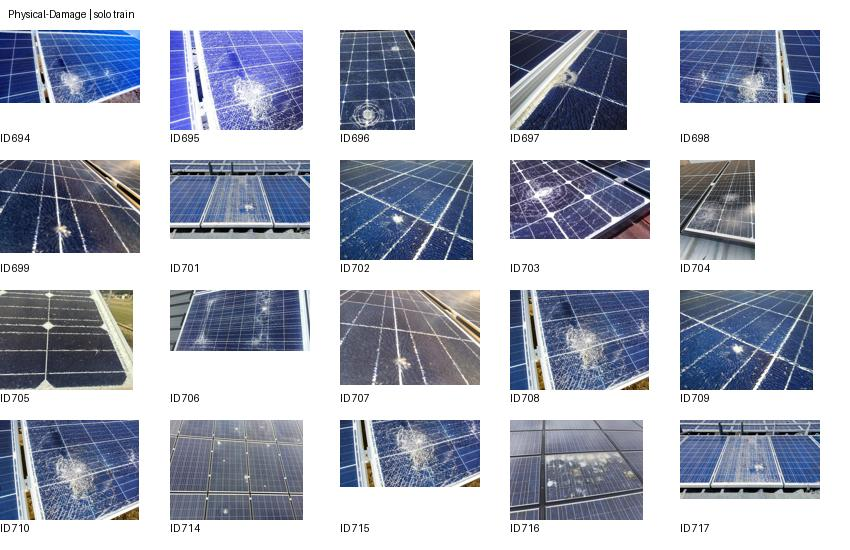 Physical-Damage | solo train
ID694
ID695
ID696
ID697
ID698
ID699
ID701
ID702
ID703
ID704
ID705
ID706
ID707
ID708
ID709
ID710
ID714
ID715
ID716
ID717